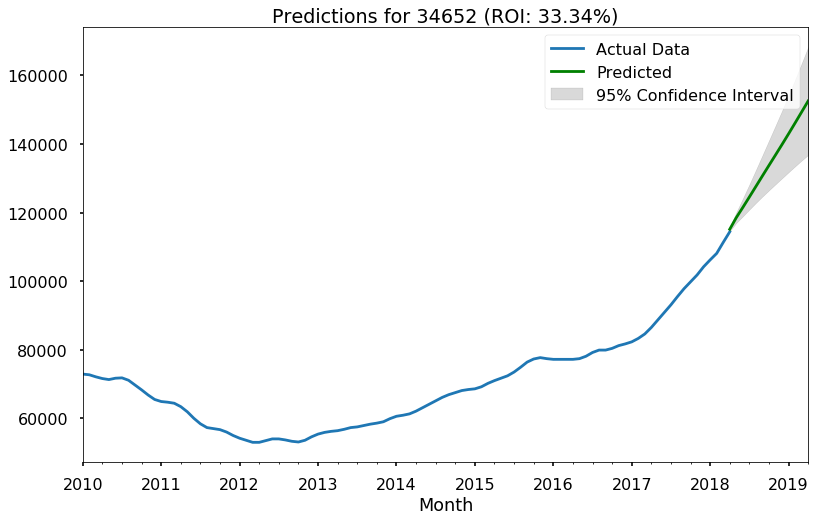 Predictions for 34652 (ROI: 33.34%)
Actual Data
Predicted
95% Confidence Interval
160000
140000
120000
100000
80000
60000
2010 2011 2012 2013 2014 2015 2016 2017 2018 2019
Month